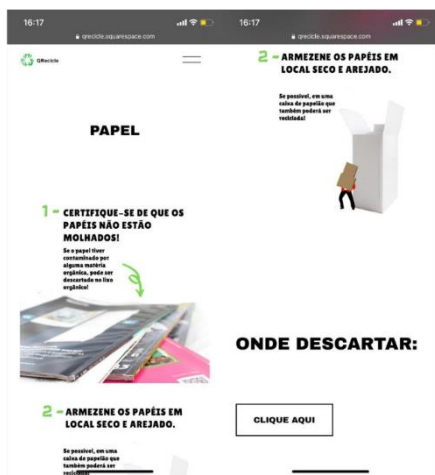 16:17
qrecicle.squarespace.com
QRecicle
PAPEL
1 - CERTIFIQUE-SE DE QUE OS
PAPÉIS NÃO ESTÃO
MOLHADOS!
Se o papel tiver
contaminado por
alguma matéria
orgânica, pode ser
descartado no lixo
orgânico!
2 - ARMEZENE OS PAPÉIS EM
LOCAL SECO E AREJADO.
Se possível, em uma
caixa de papelão que
também poderá ser
reciclada!
16:17
qrecicle.squarespace.com
2 - ARMEZENE OS PAPÉIS EM
LOCAL SECO E AREJADO.
Se possível, em uma
caixa de papelão que
também poderá ser
reciclada!
ONDE DESCARTAR:
CLIQUE AQUI